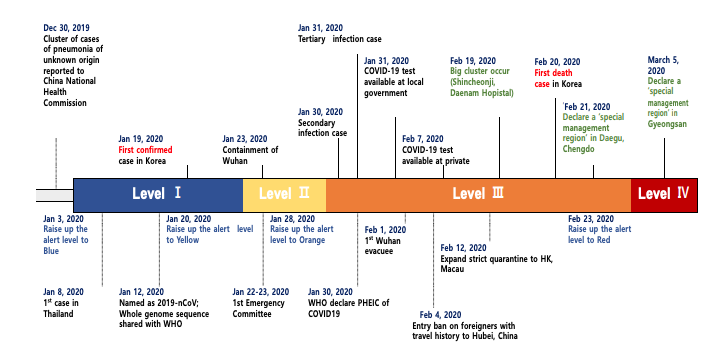 Dec 30, 2019
Cluster of cases
of pneumonia of
unknown origin
reported to
China National
Health
Commission
Jan 19, 2020
First confirmed
case in Korea
Jan 23, 2020
Containment of
Wuhan
Jan 31, 2020
Tertiary infection case
Jan 30, 2020
Secondary
infection case
Jan 31, 2020
COVID-19 test
available at local
government
Feb 7, 2020
COVID-19 test
available at private
Feb 19, 2020
Big cluster occur
(Shincheonji,
Daenam Hopistal)
Feb 20, 2020
First death
case in Korea
Feb 21, 2020
Declare a 'special
management
region' in Daegu,
Chengdo
March 5,
2020
Declare a
'special
management
region' in
Gyeongsan
Level Ⅰ
Level Ⅱ
Level Ⅲ
Level Ⅳ
Jan 3, 2020
Raise up the
alert level to
Blue
Jan 20, 2020
Raise up the alert level
to Yellow
Jan 28, 2020
Raise up the alert
level to Orange
Feb 1, 2020
1st Wuhan
evacuee
Feb 12, 2020
Expand strict quarantine to HK,
Macau
Feb 23, 2020
Raise up the alert
level to Red
Jan 8, 2020
1st case in
Thailand
Jan 12, 2020
Named as 2019-nCoV;
Whole genome sequence
shared with WHO
Jan 22-23, 2020
1st Emergency
Committee
Jan 30, 2020
WHO declare PHEIC of
COVID19
Feb 4, 2020
Entry ban on foreigners with
travel history to Hubei, China